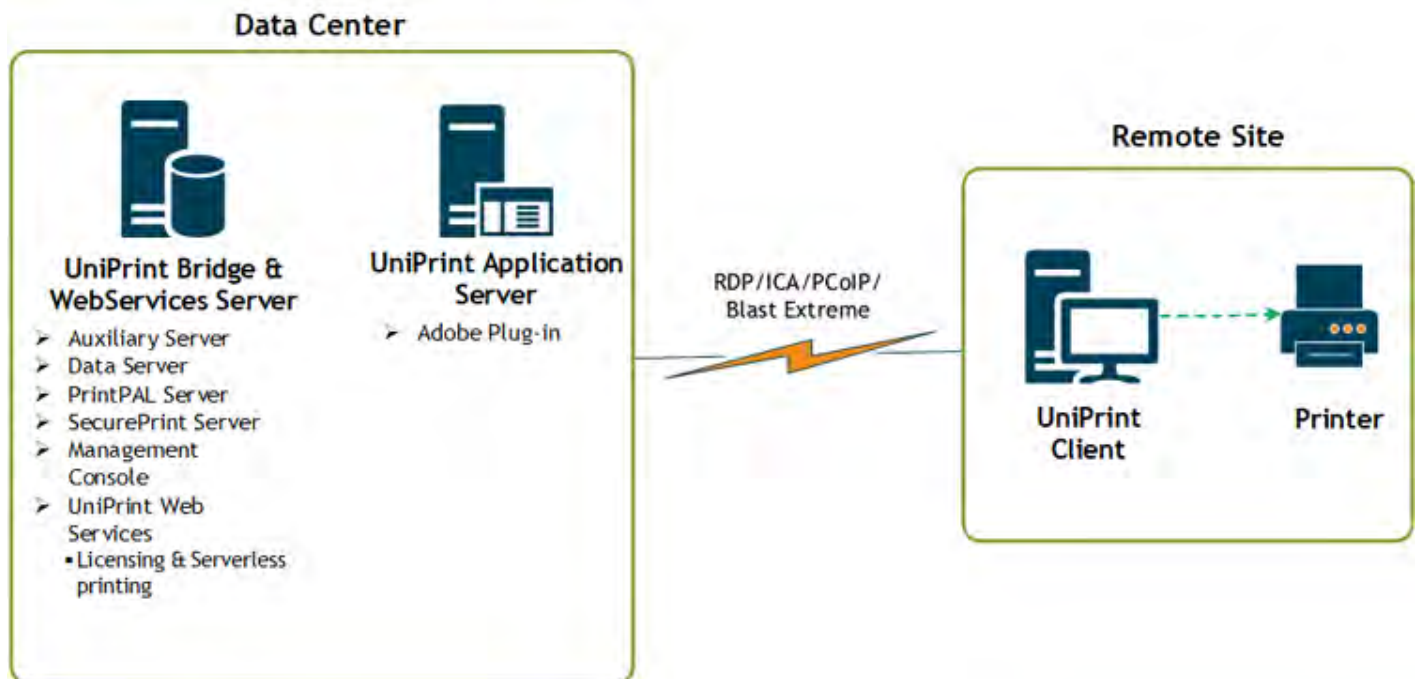 Data Center
UniPrint Bridge &
WebServices Server
➢ Auxiliary Server
➢ Data Server
➢ PrintPAL Server
➢ SecurePrint Server
➢ Management
Console
➢ UniPrint Web
Services
▪ Licensing & Serverless
printing
UniPrint Application
Server
➢ Adobe Plug-in
RDP/ICA/PCoIP/
Blast Extreme
Remote Site
UniPrint
Client
Printer